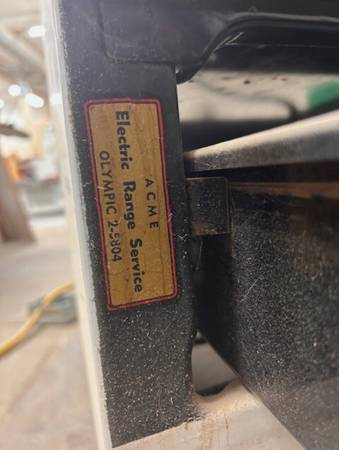 ACME
Electric Range Service
OLYMPIC 2-5804